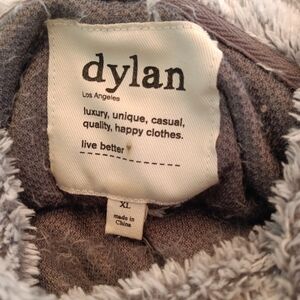 dylan
Los Angeles
luxury, unique, casual,
quality, happy clothes.
live better
XL
made in
China